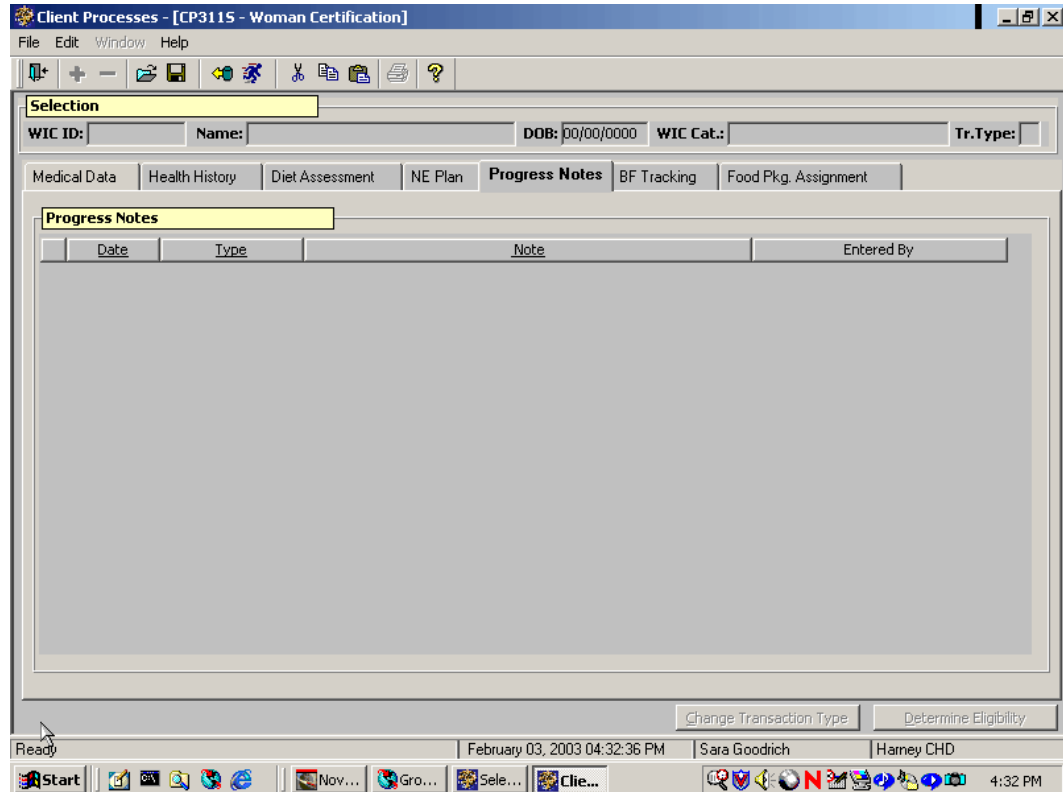 Client Processes - [CP311S - Woman Certification]
File Edit Window Help
Selection
WIC ID: Name: DOB: 00/00/0000 WIC Cat.: Tr.Type:
Medical Data Health History Diet Assessment NE Plan Progress Notes BF Tracking Food Pkg. Assignment
Progress Notes
Date Type Note Entered By
Change Transaction Type Determine Eligibility
Ready February 03, 2003 04:32:36 PM Sara Goodrich Harney CHD
Start Nov... Gro... Sele... Clie... 4:32 PM